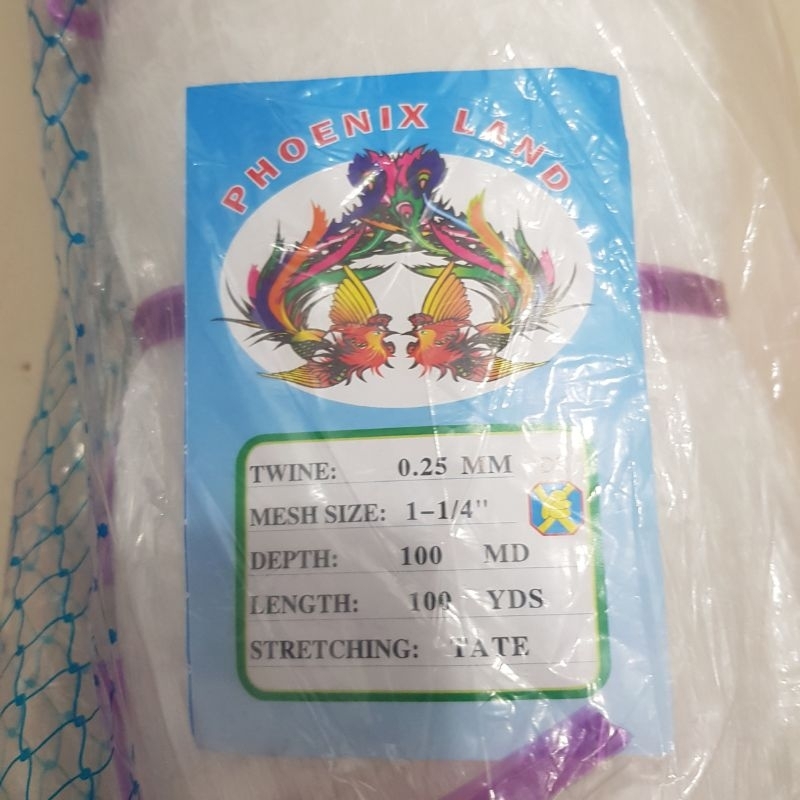 PHOENIX LAND
TWINE: 0.25 MM
MESH SIZE: 1-1/4"
DEPTH: 100 MD
LENGTH: 100 YDS
STRETCHING: TATE